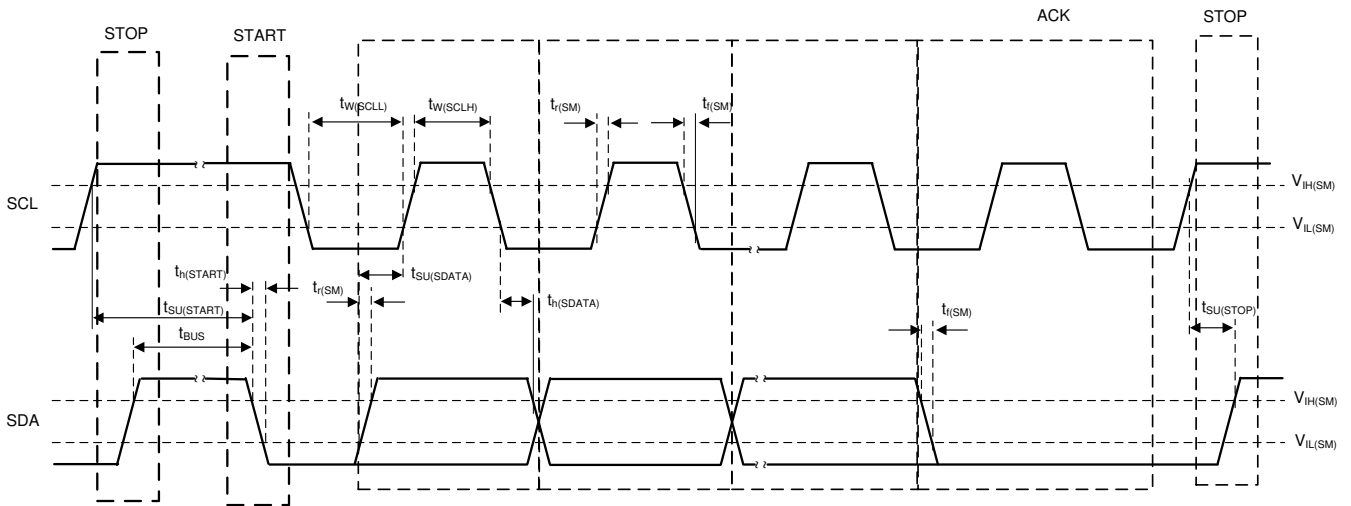 ACK
STOP
START
STOP
tW(SCLL)
tW(SCLH)
tr(SM)
tf(SM)
SCL
VIH(SM)
VIL(SM)
th(START)
tr(SM)
tSU(SDATA)
th(SDATA)
tSU(START)
tf(SM)
tSU(STOP)
tBUS
SDA
VIH(SM)
VIL(SM)